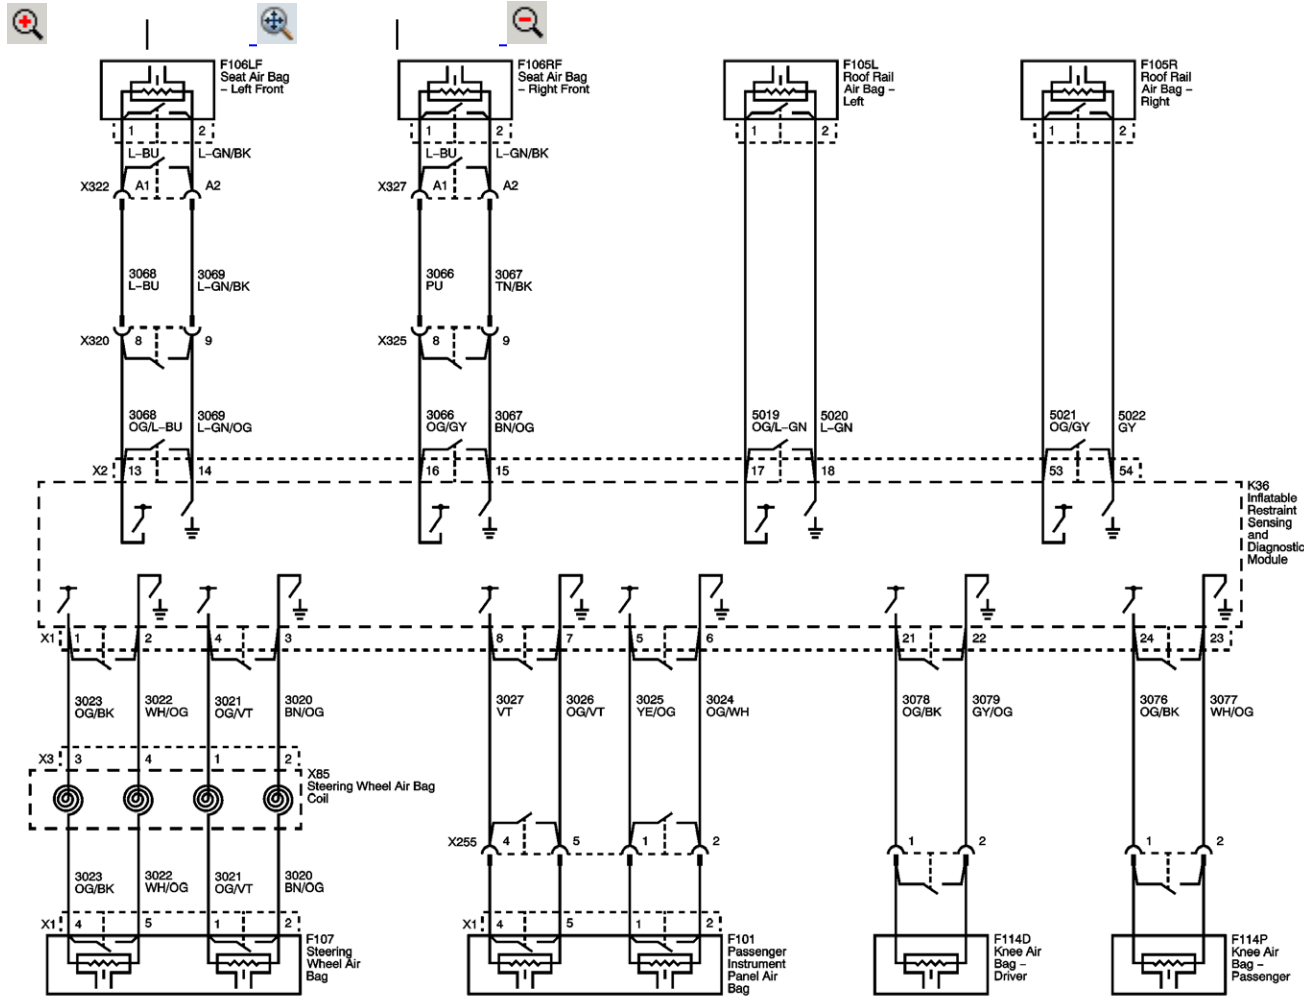 F106LF
Seat Air Bag
– Left Front
F106RF
Seat Air Bag
– Right Front
F105L
Roof Rail
Air Bag –
Left
F105R
Roof Rail
Air Bag –
Right
1 2 1 2 1 2 1 2
L–BU L–GN/BK L–BU L–GN/BK
X322 A1 A2 X327 A1 A2
3068 3069 3066 3067
L–BU L–GN/BK PU TN/BK
X320 8 9 X325 8 9
3068 3069 3066 3067 5019 5020 5021 5022
OG/L–BU L–GN/OG OG/GY BN/OG OG/L–GN L–GN OG/GY GY
X2 13 14 16 15 17 18 53 54
K36
Inflatable
Restraint
Sensing
and
Diagnostic
Module
X1 1 2 4 3 8 7 5 6 21 22 24 23
3023 3022 3021 3020 3027 3026 3025 3024 3078 3079 3076 3077
OG/BK WH/OG OG/VT BN/OG VT OG/VT YE/OG OG/WH OG/BK GY/OG OG/BK WH/OG
X3 3 4 1 2
X85
Steering Wheel Air Bag
Coil
X255 4 5 1 2 1 2 1 2
3023 3022 3021 3020
OG/BK WH/OG OG/VT BN/OG
X1 4 5 1 2 X1 4 5 1 2
F107
Steering
Wheel Air
Bag
F101
Passenger
Instrument
Panel Air
Bag
F114D
Knee Air
Bag –
Driver
F114P
Knee Air
Bag –
Passenger